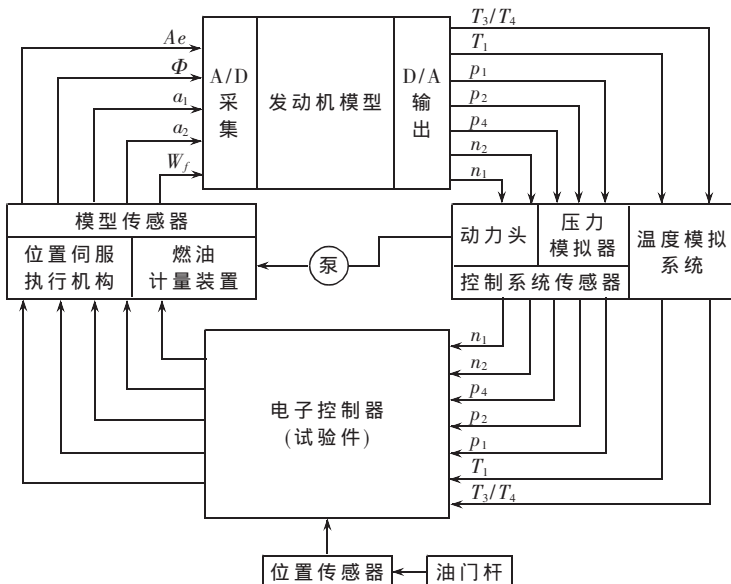 Ae
Φ
a₁
a₂
W_f
A/D
采
集
发动机模型
D/A
输
出
T₃/T₄
T₁
p₁
p₂
p₄
n₂
n₁
模型传感器
位置伺服
执行机构
燃油
计量装置
泵
动力头
压力
模拟器
控制系统传感器
温度模拟
系统
电子控制器
(试验件)
n₁
n₂
p₄
p₂
p₁
T₁
T₃/T₄
位置传感器
油门杆